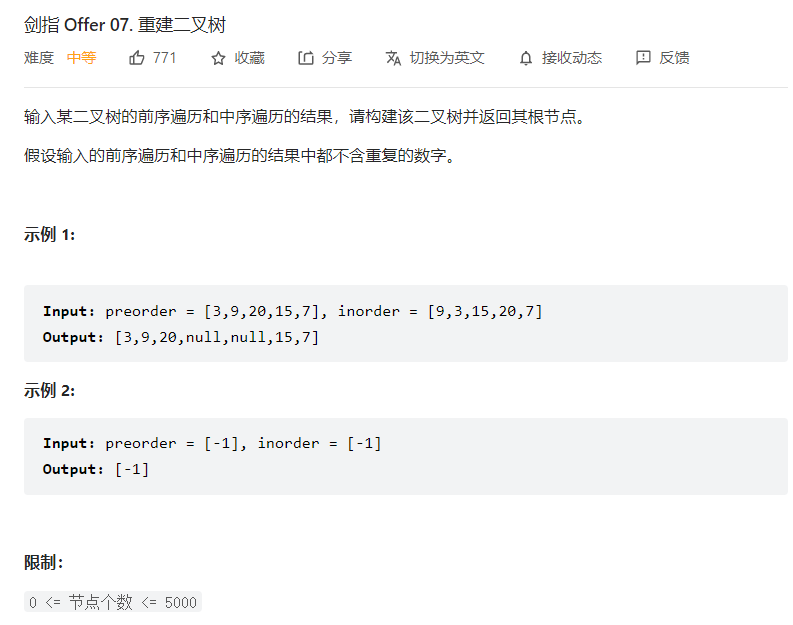 剑指 Offer 07. 重建二叉树
难度 中等 771 收藏 分享 切换为英文 接收动态 反馈
输入某二叉树的前序遍历和中序遍历的结果，请构建该二叉树并返回其根节点。
假设输入的前序遍历和中序遍历的结果中都不含重复的数字。
示例 1:
Input: preorder = [3,9,20,15,7], inorder = [9,3,15,20,7]
Output: [3,9,20,null,null,15,7]
示例 2:
Input: preorder = [-1], inorder = [-1]
Output: [-1]
限制：
0 <= 节点个数 <= 5000